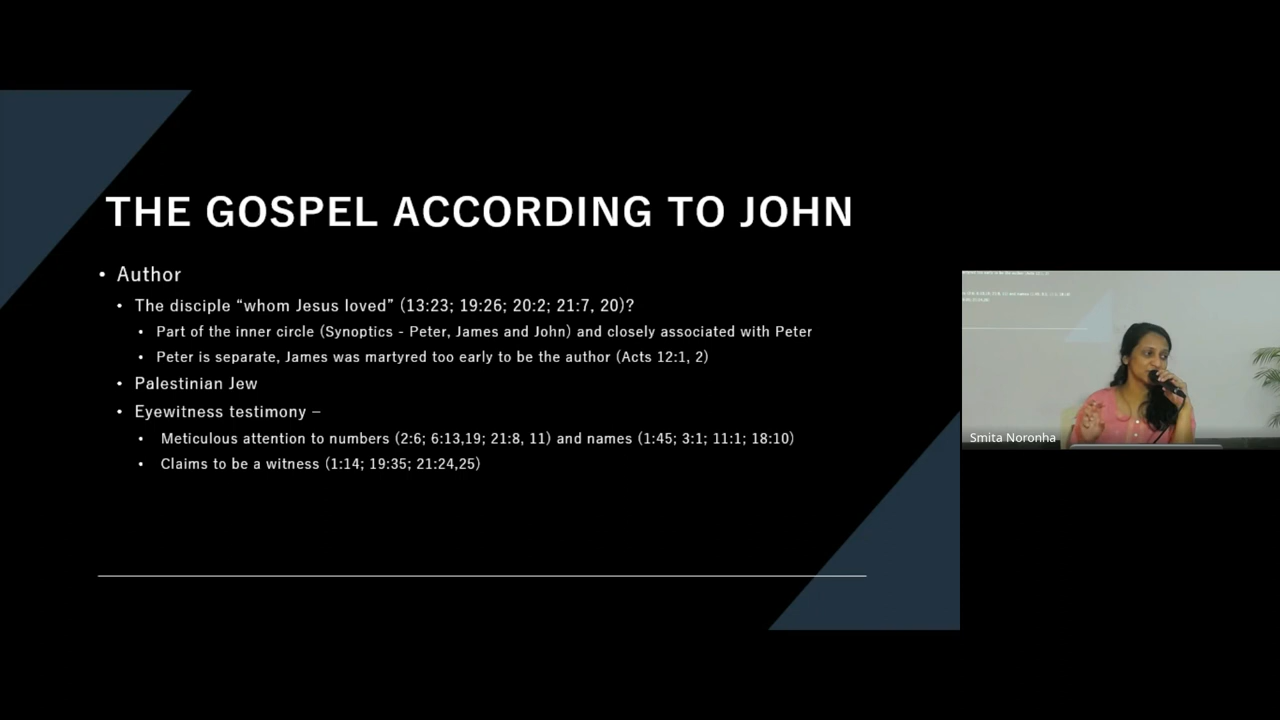 THE GOSPEL ACCORDING TO JOHN
• Author
• The disciple “whom Jesus loved” (13:23; 19:26; 20:2; 21:7, 20)?
• Part of the inner circle (Synoptics - Peter, James and John) and closely associated with Peter
• Peter is separate, James was martyred too early to be the author (Acts 12:1, 2)
• Palestinian Jew
• Eyewitness testimony –
• Meticulous attention to numbers (2:6; 6:13,19; 21:8, 11) and names (1:45; 3:1; 11:1; 18:10)
• Claims to be a witness (1:14; 19:35; 21:24,25)
Smita Noronha